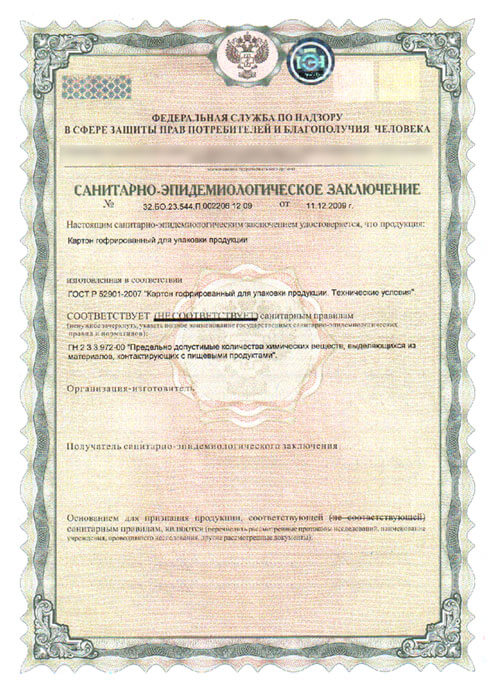 ФЕДЕРАЛЬНАЯ СЛУЖБА ПО НАДЗОРУ
В СФЕРЕ ЗАЩИТЫ ПРАВ ПОТРЕБИТЕЛЕЙ И БЛАГОПОЛУЧИЯ ЧЕЛОВЕКА
САНИТАРНО-ЭПИДЕМИОЛОГИЧЕСКОЕ ЗАКЛЮЧЕНИЕ
№ 32.БО.23.544.П.002206.12.09 от 11.12.2009 г.
Настоящим санитарно-эпидемиологическим заключением удостоверяется, что продукция:
Картон гофрированный для упаковки продукции
изготовленная в соответствии
ГОСТ Р 52901-2007 "Картон гофрированный для упаковки продукции. Технические условия"
СООТВЕТСТВУЕТ (НЕ СООТВЕТСТВУЕТ) санитарным правилам
(ненужное зачеркнуть, указать полное наименование государственных санитарно-эпидемиологических
правил и нормативов):
ГН 2.3.3.972-00 "Предельно допустимые количества химических веществ, выделяющихся из
материалов, контактирующих с пищевыми продуктами".
Организация-изготовитель
Получатель санитарно-эпидемиологического заключения
Основанием для признания продукции, соответствующей (не соответствующей)
санитарным правилам, являются (перечислить рассмотренные протоколы исследований, наименование
учреждения, проводившего исследования, другие рассмотренные документы):